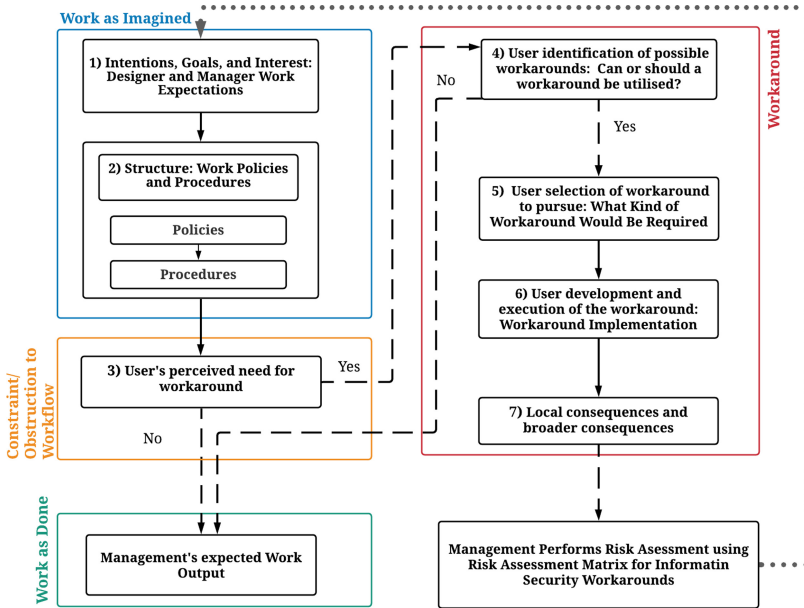 Work as Imagined
1) Intentions, Goals, and Interest:
Designer and Manager Work
Expectations
2) Structure: Work Policies
and Procedures
Policies
Procedures
Constraint/
Obstruction to
Workflow
3) User's perceived need for
workaround
Yes
No
Work as Done
Management's expected Work
Output
Workaround
4) User identification of possible
workarounds: Can or should a
workaround be utilised?
No
Yes
5) User selection of workaround
to pursue: What Kind of
Workaround Would Be Required
6) User development and
execution of the workaround:
Workaround Implementation
7) Local consequences and
broader consequences
Management Performs Risk Asessment using
Risk Assessment Matrix for Informatin
Security Workarounds